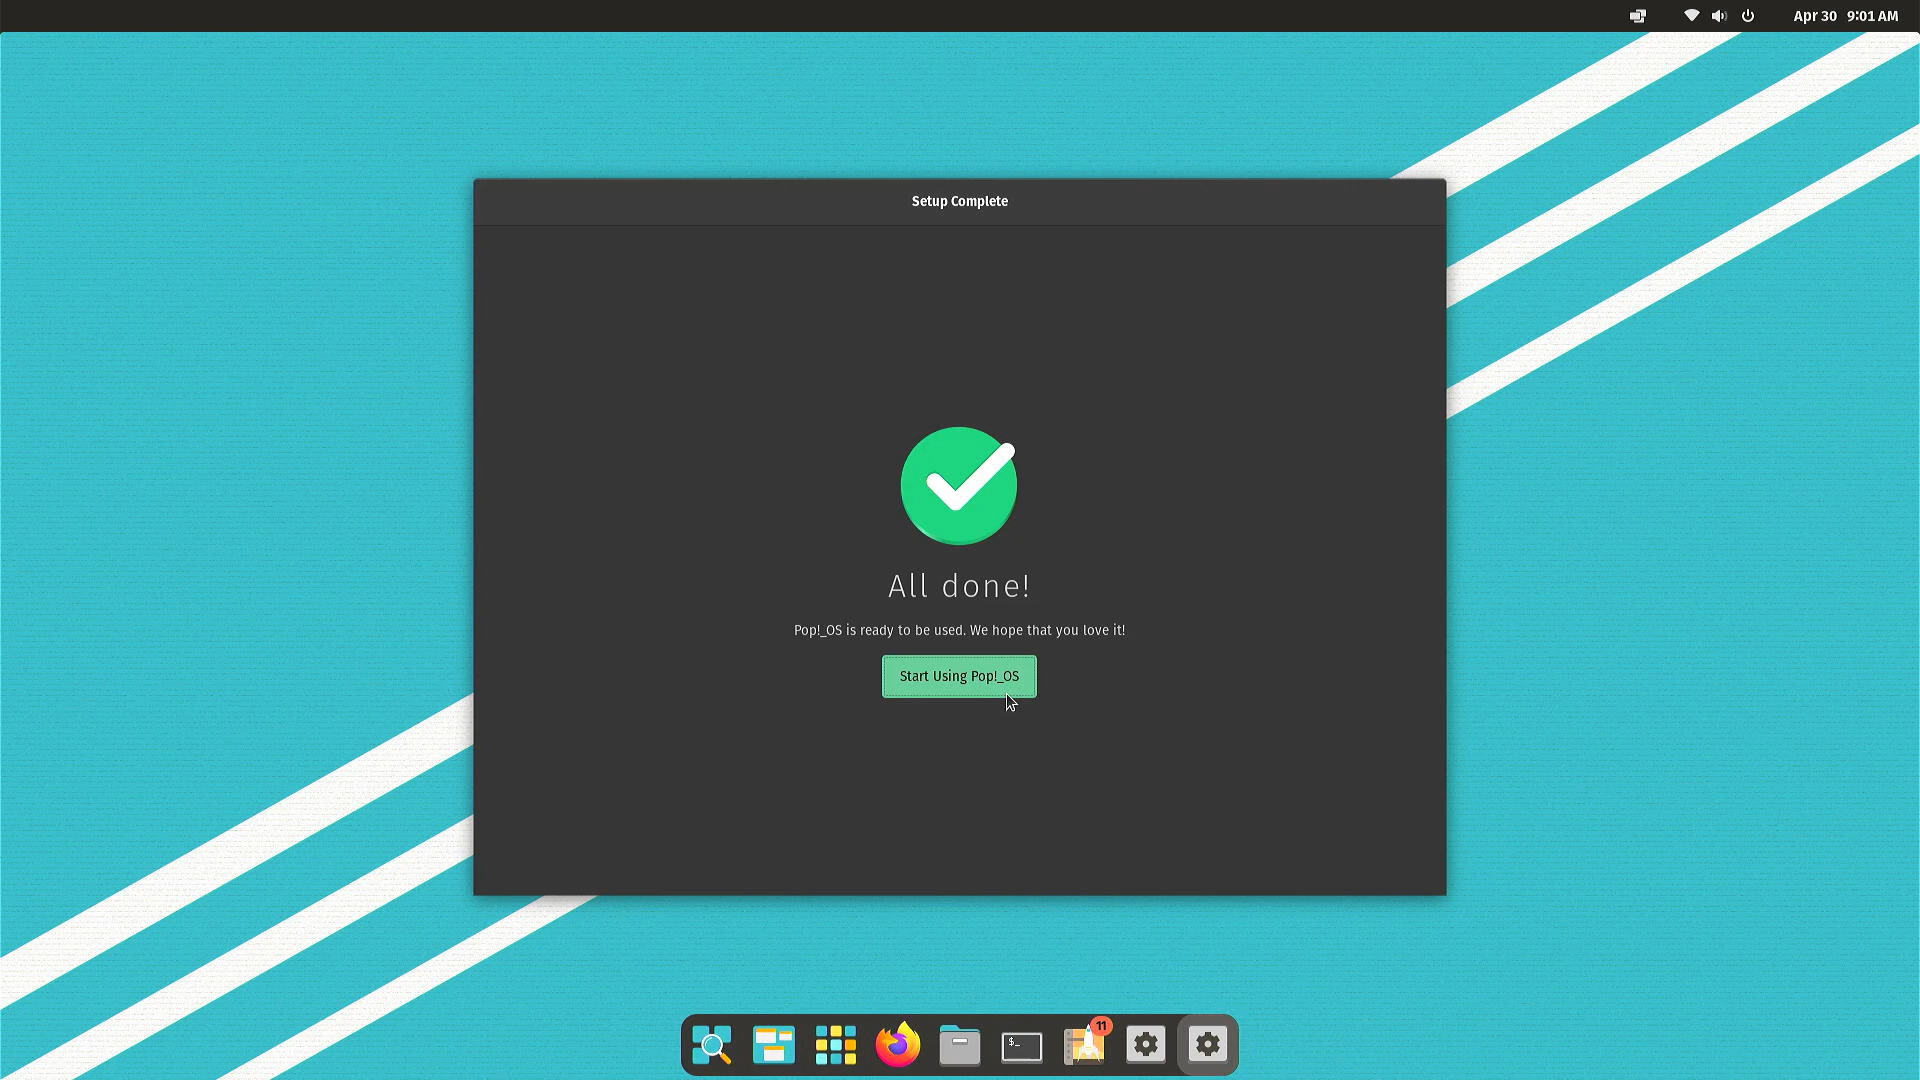 Apr 30 9:01 AM
Setup Complete
All done!
Pop!_OS is ready to be used. We hope that you love it!
Start Using Pop!_OS
$_
11